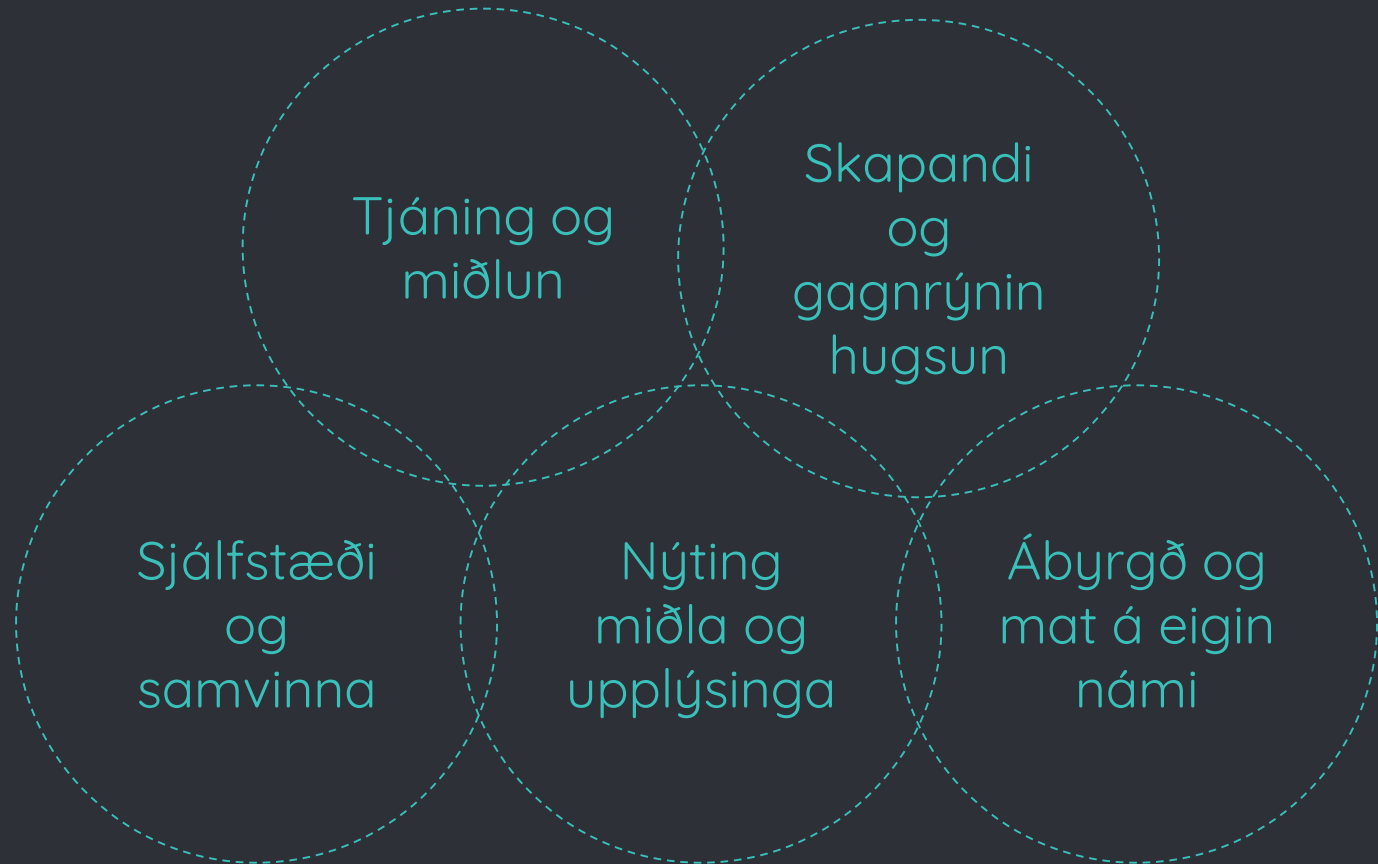 Tjáning og
miðlun
Skapandi
og
gagnrýnin
hugsun
Sjálfstæði
og
samvinna
Nýting
miðla og
upplýsinga
Ábyrgð og
mat á eigin
námi